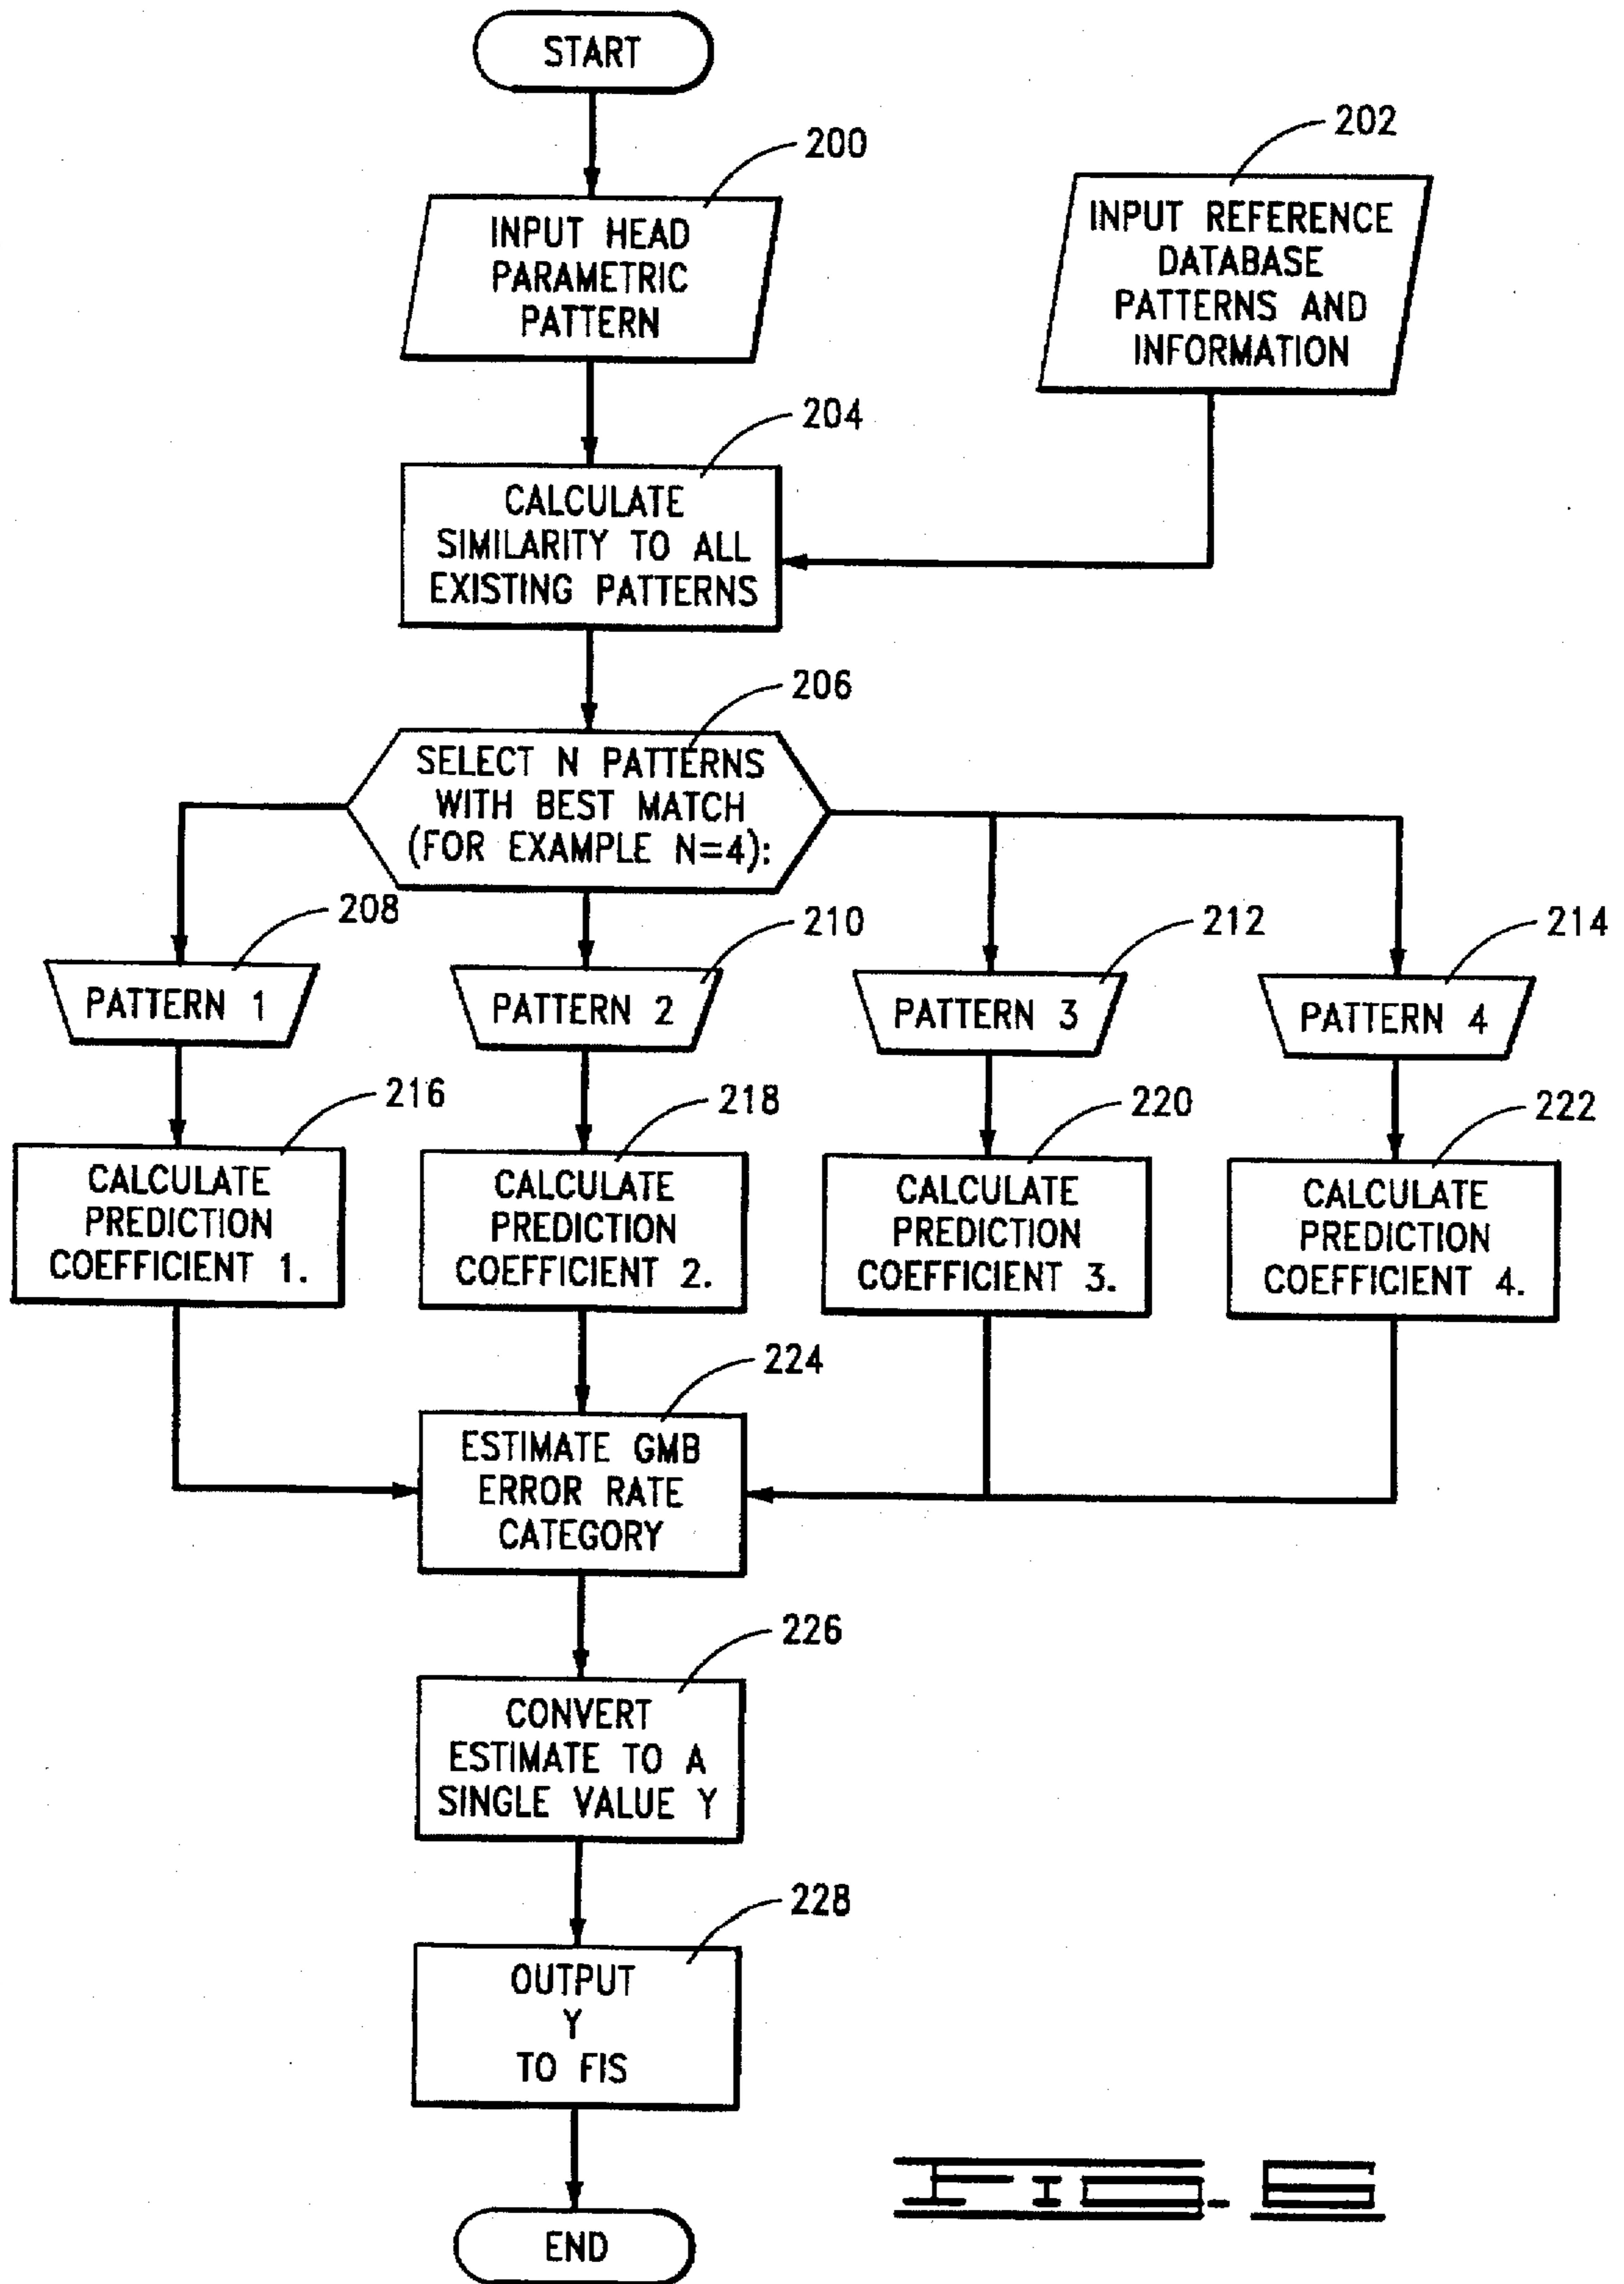 START
200
202
INPUT HEAD
PARAMETRIC
PATTERN
INPUT REFERENCE
DATABASE
PATTERNS AND
INFORMATION
204
CALCULATE
SIMILARITY TO ALL
EXISTING PATTERNS
206
SELECT N PATTERNS
WITH BEST MATCH
(FOR EXAMPLE N=4):
208
210
212
214
PATTERN 1
PATTERN 2
PATTERN 3
PATTERN 4
216
218
220
222
CALCULATE
PREDICTION
COEFFICIENT 1.
CALCULATE
PREDICTION
COEFFICIENT 2.
CALCULATE
PREDICTION
COEFFICIENT 3.
CALCULATE
PREDICTION
COEFFICIENT 4.
224
ESTIMATE GMB
ERROR RATE
CATEGORY
226
CONVERT
ESTIMATE TO A
SINGLE VALUE Y
228
OUTPUT
Y
TO FIS
END